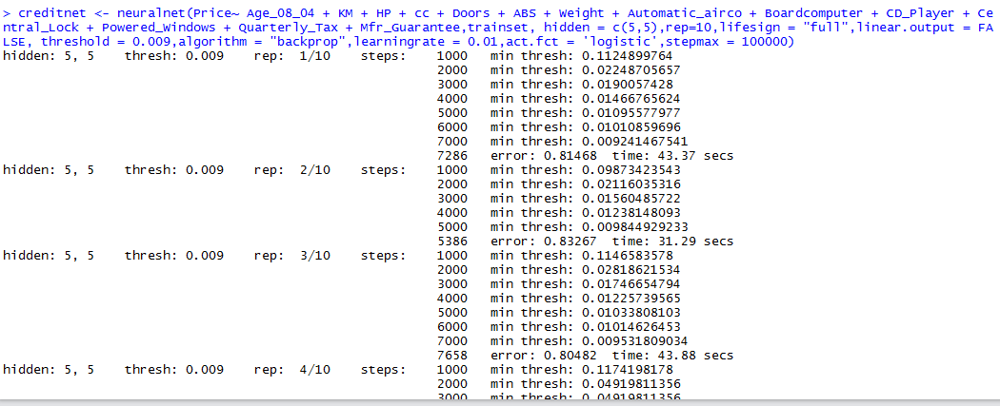 > creditnet <- neuralnet(Price~ Age_08_04 + KM + HP + cc + Doors + ABS + Weight + Automatic_airco + Boardcomputer + CD_Player + Ce
ntral_Lock + Powered_Windows + Quarterly_Tax + Mfr_Guarantee,trainset, hidden = c(5,5),rep=10,lifesign = "full",linear.output = FA
LSE, threshold = 0.009,algorithm = "backprop",learningrate = 0.01,act.fct = 'logistic',stepmax = 100000)
hidden: 5, 5    thresh: 0.009    rep:  1/10    steps:    1000   min thresh: 0.1124899764
2000   min thresh: 0.02248705657
3000   min thresh: 0.0190057428
4000   min thresh: 0.01466765624
5000   min thresh: 0.01095577977
6000   min thresh: 0.01010859696
7000   min thresh: 0.009241467541
7286   error: 0.81468  time: 43.37 secs
hidden: 5, 5    thresh: 0.009    rep:  2/10    steps:    1000   min thresh: 0.09873423543
2000   min thresh: 0.02116035316
3000   min thresh: 0.01560485722
4000   min thresh: 0.01238148093
5000   min thresh: 0.009844929233
5386   error: 0.83267  time: 31.29 secs
hidden: 5, 5    thresh: 0.009    rep:  3/10    steps:    1000   min thresh: 0.1146583578
2000   min thresh: 0.02818621534
3000   min thresh: 0.01746654794
4000   min thresh: 0.01225739565
5000   min thresh: 0.01033808103
6000   min thresh: 0.01014626453
7000   min thresh: 0.009531809034
7658   error: 0.80482  time: 43.88 secs
hidden: 5, 5    thresh: 0.009    rep:  4/10    steps:    1000   min thresh: 0.1174198178
2000   min thresh: 0.04919811356
3000   min thresh: 0.04919811356